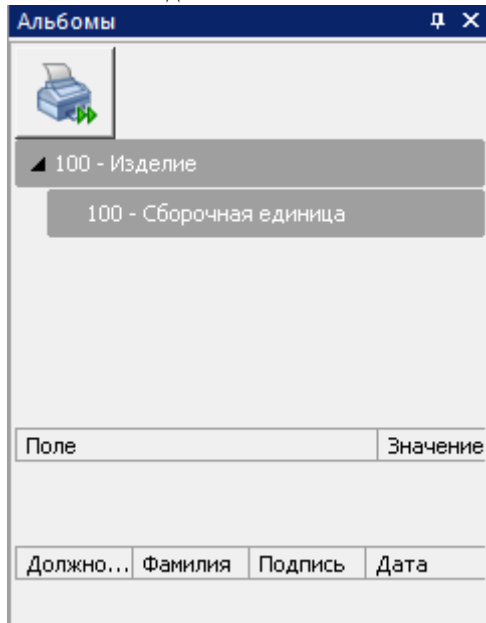 Альбомы
100 - Изделие
100 - Сборочная единица
Поле Значение
Должно... Фамилия Подпись Дата